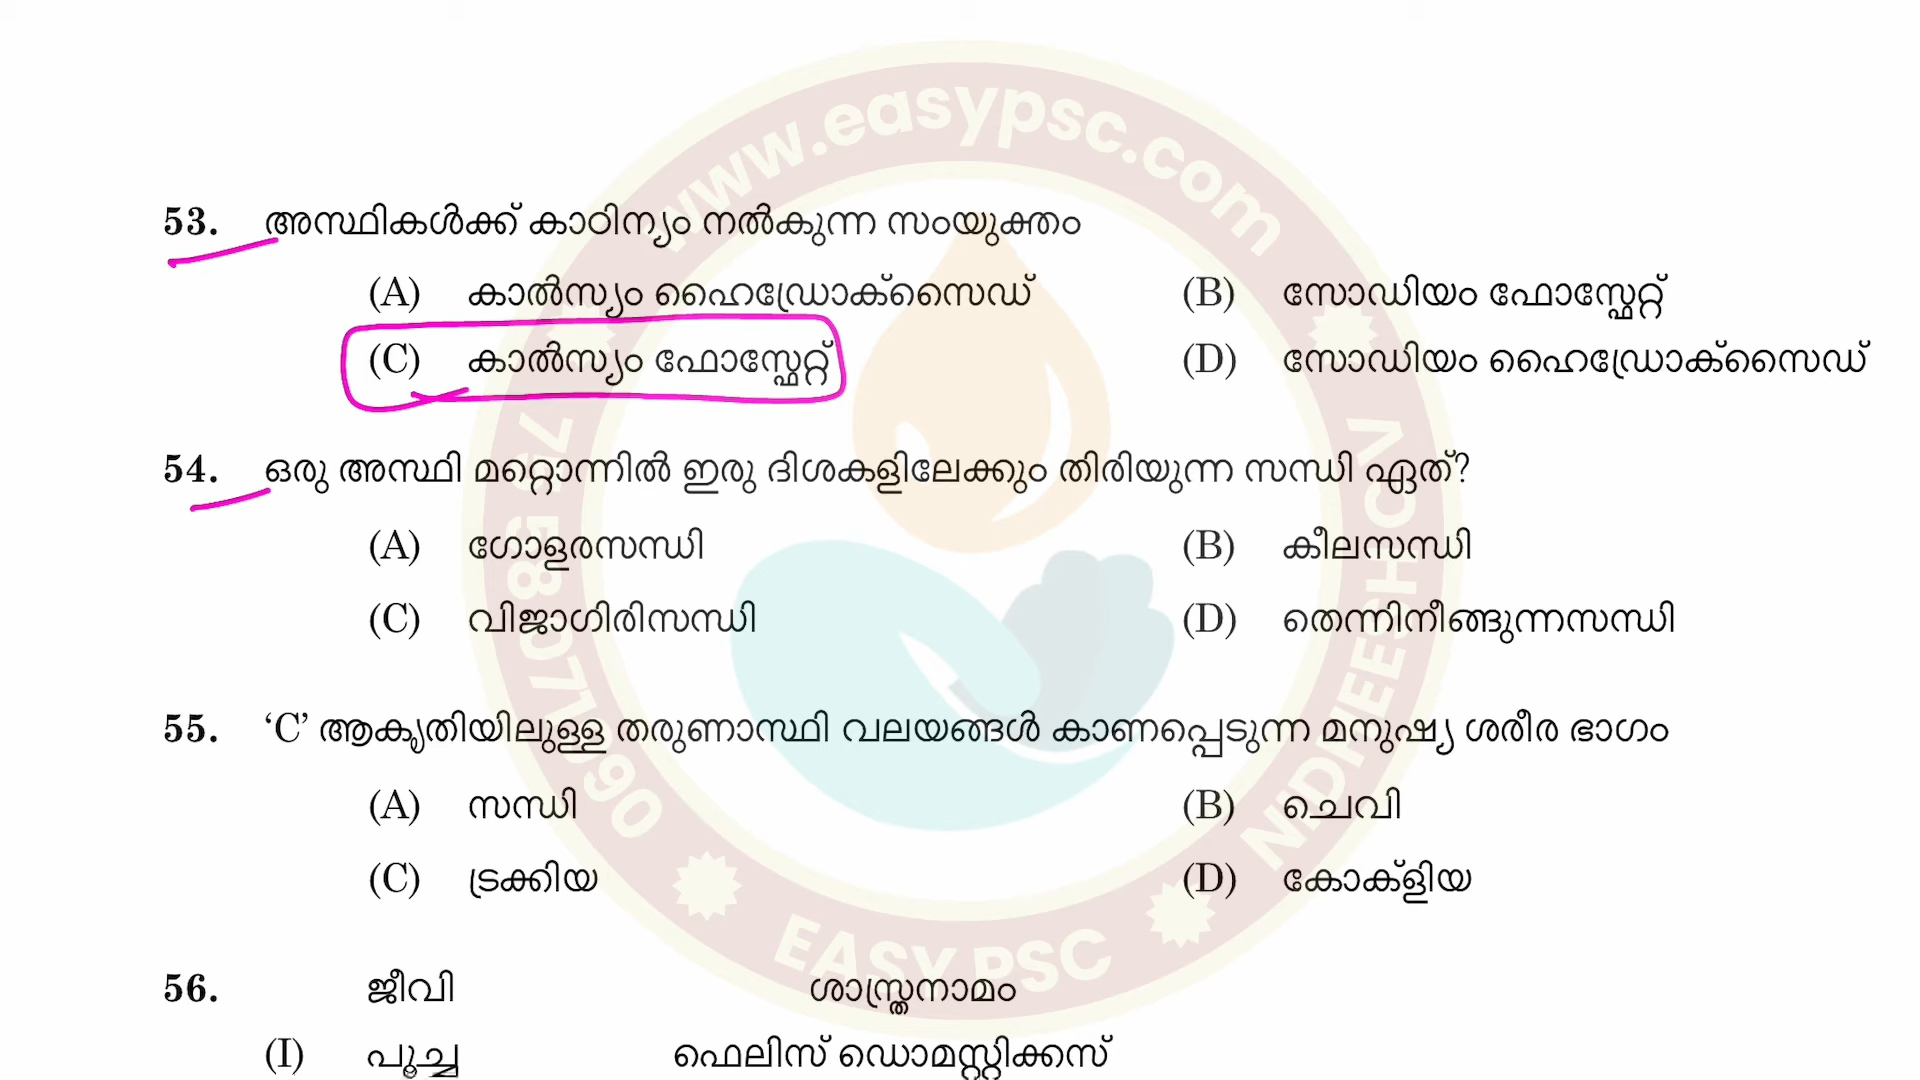 www.easypsc.com
53. അസ്ഥികൾക്ക് കാഠിന്യം നൽകുന്ന സംയുക്തം
(A) കാൽസ്യം ഹൈഡ്രോക്സൈഡ് (B) സോഡിയം ഫോസ്ഫേറ്റ്
(C) കാൽസ്യം ഫോസ്ഫേറ്റ് (D) സോഡിയം ഹൈഡ്രോക്സൈഡ്
54. ഒരു അസ്ഥി മറ്റൊന്നിൽ ഇരു ദിശകളിലേക്കും തിരിയുന്ന സന്ധി ഏത്?
(A) ഗോളരസന്ധി (B) കീലസന്ധി
(C) വിജാഗിരിസന്ധി (D) തെന്നിനീങ്ങുന്നസന്ധി
55. ‘C’ ആകൃതിയിലുള്ള തരുണാസ്ഥി വലയങ്ങൾ കാണപ്പെടുന്ന മനുഷ്യ ശരീര ഭാഗം
(A) സന്ധി (B) ചെവി
(C) ട്രക്കിയ (D) കോക്ളിയ
56. ജീവി ശാസ്ത്രനാമം
(I) പൂച്ച ഫെലിസ് ഡൊമസ്റ്റിക്കസ്
EASY PSC
NIDHEESH C V